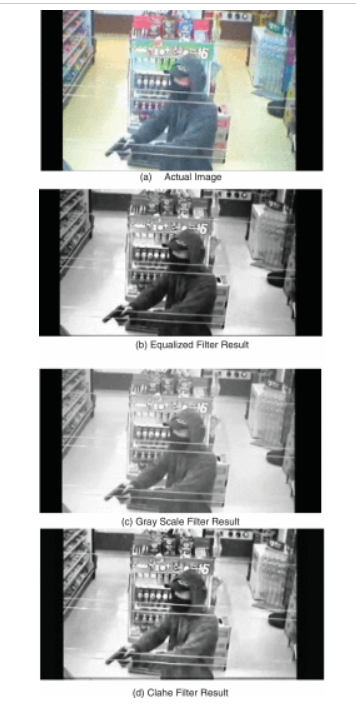 (a) Actual Image
(b) Equalized Filter Result
(c) Gray Scale Filter Result
(d) Clahe Filter Result